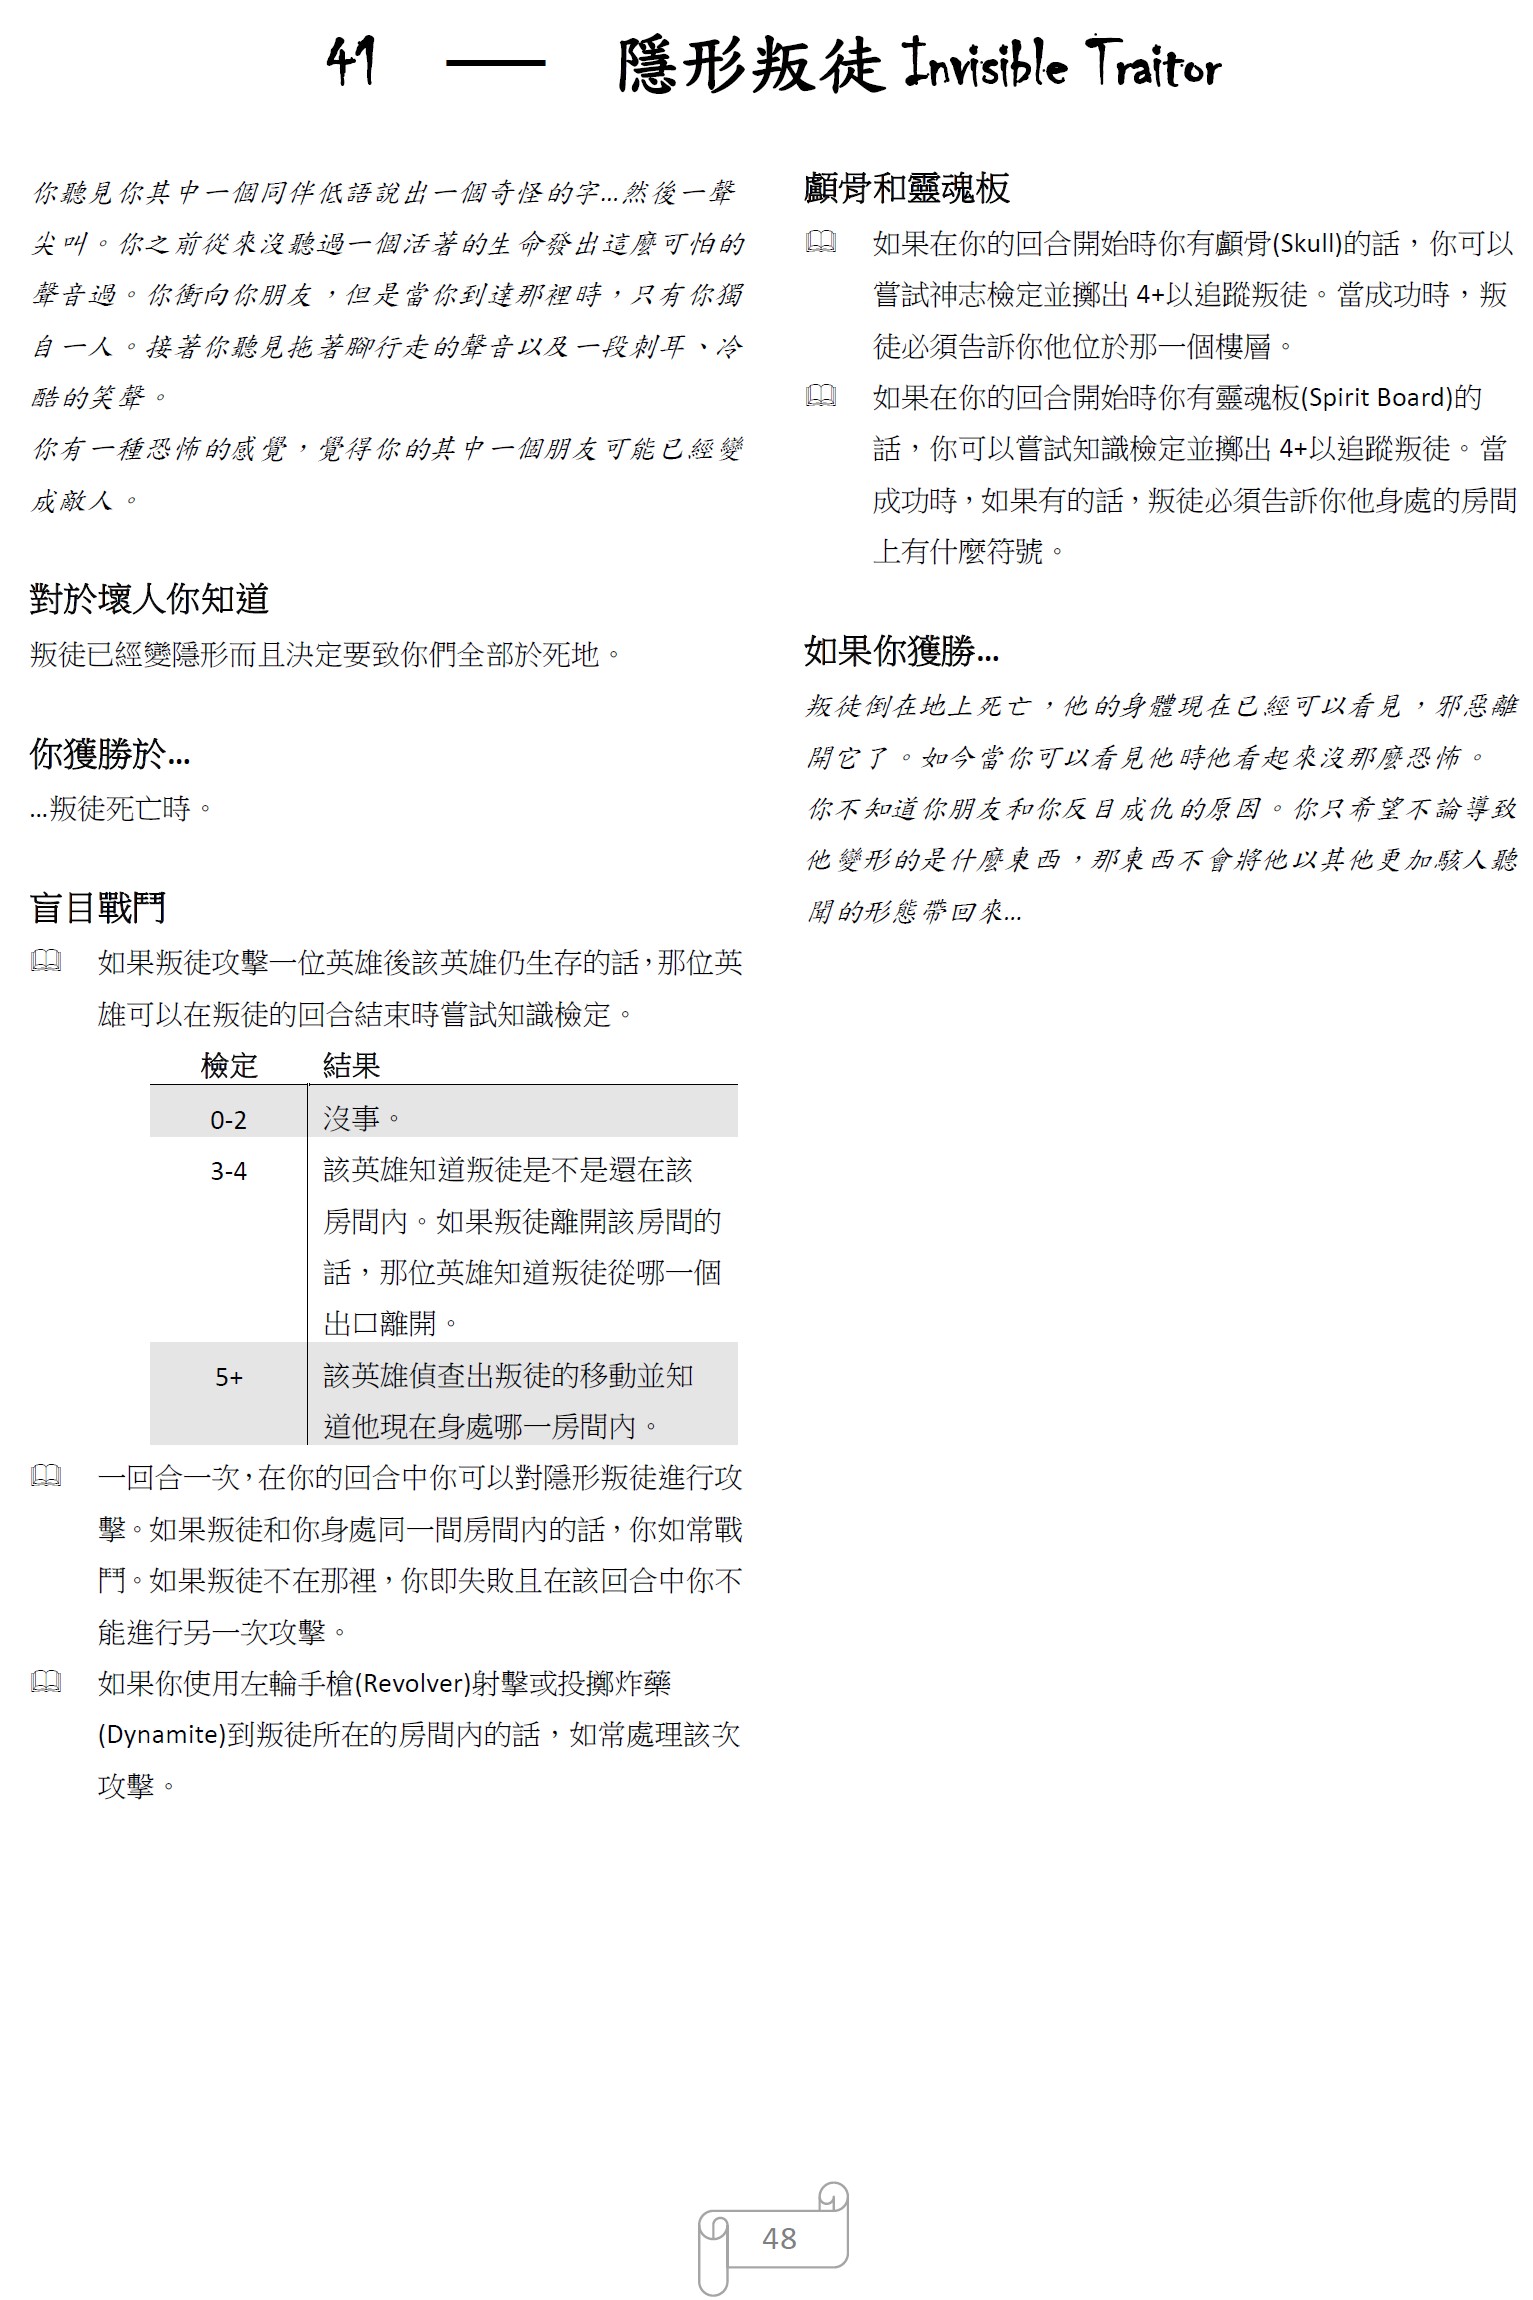 41 — 隱形叛徒 Invisible Traitor
你聽見你其中一個同伴低語說出一個奇怪的字…然後一聲
尖叫。你之前從來沒聽過一個活著的生命發出這麼可怕的
聲音過。你衝向你朋友，但是當你到達那裡時，只有你獨
自一人。接著你聽見拖著腳行走的聲音以及一段刺耳、冷
酷的笑聲。
你有一種恐怖的感覺，覺得你的其中一個朋友可能已經變
成敵人。
對於壞人你知道
叛徒已經變隱形而且決定要致你們全部於死地。
你獲勝於…
…叛徒死亡時。
盲目戰鬥
如果叛徒攻擊一位英雄後該英雄仍生存的話，那位英
雄可以在叛徒的回合結束時嘗試知識檢定。
檢定 結果
0-2 沒事。
3-4 該英雄知道叛徒是不是還在該
房間內。如果叛徒離開該房間的
話，那位英雄知道叛徒從哪一個
出口離開。
5+ 該英雄偵查出叛徒的移動並知
道他現在身處哪一房間內。
一回合一次，在你的回合中你可以對隱形叛徒進行攻
擊。如果叛徒和你身處同一間房間內的話，你如常戰
鬥。如果叛徒不在那裡，你即失敗且在該回合中你不
能進行另一次攻擊。
如果你使用左輪手槍(Revolver)射擊或投擲炸藥
(Dynamite)到叛徒所在的房間內的話，如常處理該次
攻擊。
顱骨和靈魂板
如果在你的回合開始時你有顱骨(Skull)的話，你可以
嘗試神志檢定並擲出 4+以追蹤叛徒。當成功時，叛
徒必須告訴你他位於那一個樓層。
如果在你的回合開始時你有靈魂板(Spirit Board)的
話，你可以嘗試知識檢定並擲出 4+以追蹤叛徒。當
成功時，如果有的話，叛徒必須告訴你他身處的房間
上有什麼符號。
如果你獲勝…
叛徒倒在地上死亡，他的身體現在已經可以看見，邪惡離
開它了。如今當你可以看見他時他看起來沒那麼恐怖。
你不知道你朋友和你反目成仇的原因。你只希望不論導致
他變形的是什麼東西，那東西不會將他以其他更加駭人聽
聞的形態帶回來…
48